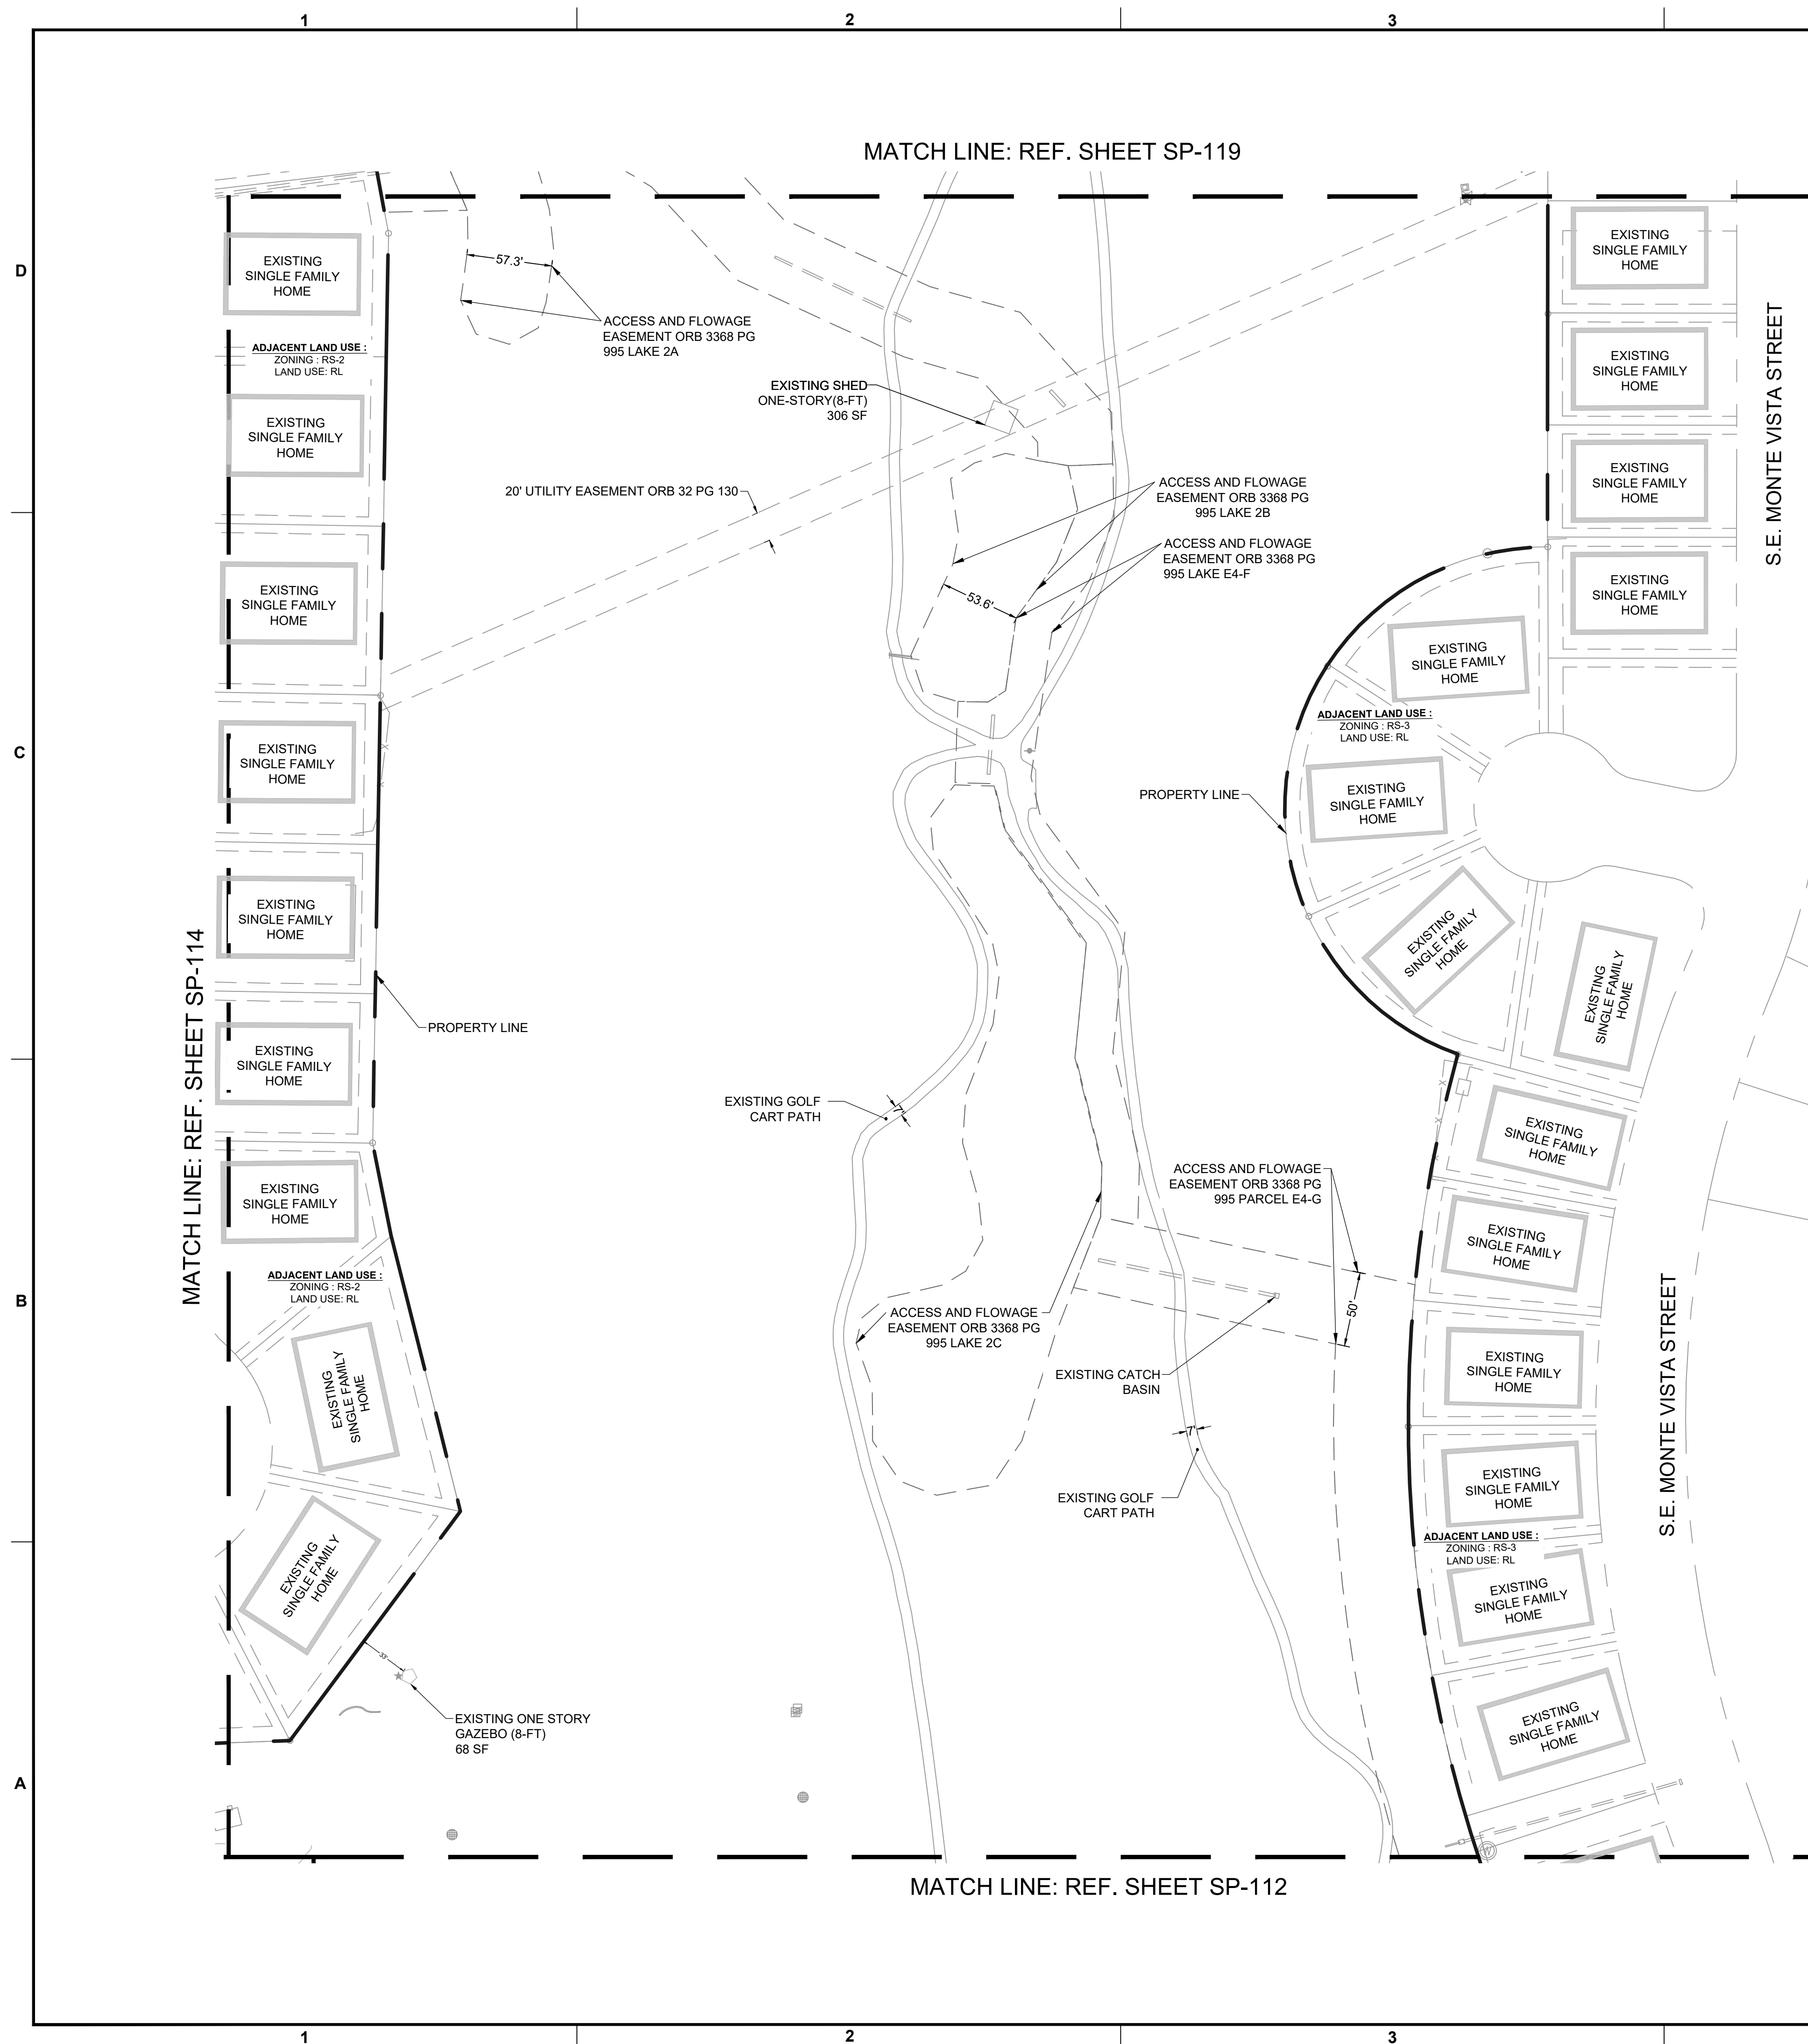 1
2
3
MATCH LINE: REF. SHEET SP-119
D
EXISTING
SINGLE FAMILY
HOME
57.3'
ACCESS AND FLOWAGE
EASEMENT ORB 3368 PG
995 LAKE 2A
EXISTING
SINGLE FAMILY
HOME
ADJACENT LAND USE :
ZONING : RS-2
LAND USE: RL
EXISTING SHED
ONE-STORY(8-FT)
306 SF
EXISTING
SINGLE FAMILY
HOME
S.E. MONTE VISTA STREET
EXISTING
SINGLE FAMILY
HOME
20' UTILITY EASEMENT ORB 32 PG 130
ACCESS AND FLOWAGE
EASEMENT ORB 3368 PG
995 LAKE 2B
EXISTING
SINGLE FAMILY
HOME
ACCESS AND FLOWAGE
EASEMENT ORB 3368 PG
995 LAKE E4-F
53.6'
EXISTING
SINGLE FAMILY
HOME
EXISTING
SINGLE FAMILY
HOME
EXISTING
SINGLE FAMILY
HOME
C
EXISTING
SINGLE FAMILY
HOME
ADJACENT LAND USE :
ZONING : RS-3
LAND USE: RL
PROPERTY LINE
EXISTING
SINGLE FAMILY
HOME
EXISTING
SINGLE FAMILY
HOME
EXISTING
SINGLE FAMILY
HOME
EXISTING
SINGLE FAMILY
HOME
MATCH LINE: REF. SHEET SP-114
PROPERTY LINE
EXISTING
SINGLE FAMILY
HOME
EXISTING GOLF
CART PATH
7'
EXISTING
SINGLE FAMILY
HOME
EXISTING
SINGLE FAMILY
HOME
ACCESS AND FLOWAGE
EASEMENT ORB 3368 PG
995 PARCEL E4-G
EXISTING
SINGLE FAMILY
HOME
B
ADJACENT LAND USE :
ZONING : RS-2
LAND USE: RL
50'
ACCESS AND FLOWAGE
EASEMENT ORB 3368 PG
995 LAKE 2C
EXISTING CATCH
BASIN
EXISTING
SINGLE FAMILY
HOME
S.E. MONTE VISTA STREET
EXISTING
SINGLE FAMILY
HOME
7'
EXISTING GOLF
CART PATH
EXISTING
SINGLE FAMILY
HOME
ADJACENT LAND USE :
ZONING : RS-3
LAND USE: RL
EXISTING
SINGLE FAMILY
HOME
EXISTING
SINGLE FAMILY
HOME
33'
EXISTING ONE STORY
GAZEBO (8-FT)
68 SF
EXISTING
SINGLE FAMILY
HOME
A
W
MATCH LINE: REF. SHEET SP-112
1
2
3